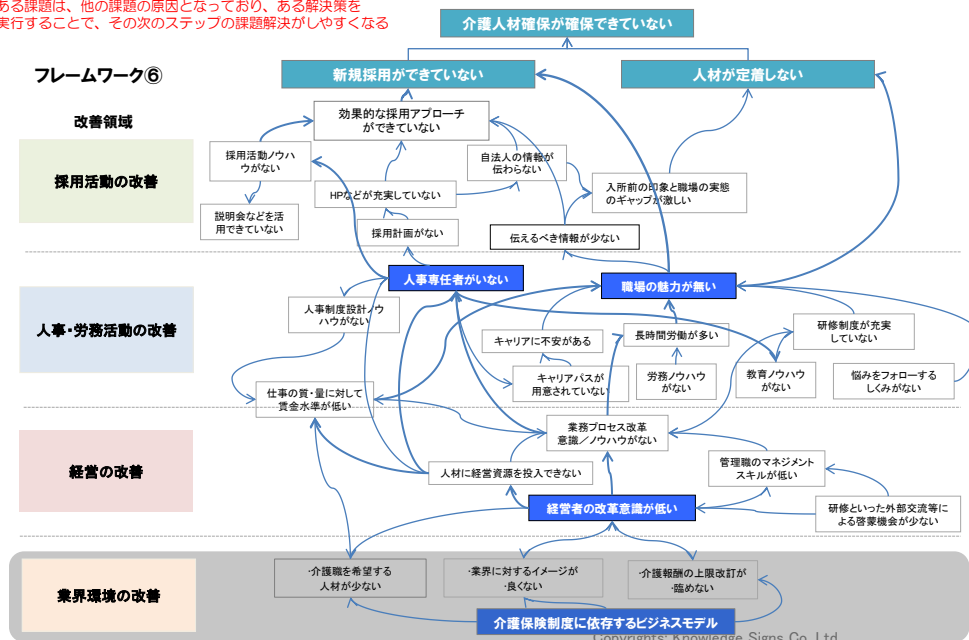 ある課題は、他の課題の原因となっており、ある解決策を
実行することで、その次のステップの課題解決がしやすくなる
介護人材確保が確保できていない
フレームワーク⑥
新規採用ができていない
人材が定着しない
改善領域
効果的な採用アプローチ
ができていない
採用活動の改善
採用活動ノウハ
ウがない
自法人の情報が
伝わらない
HPなどが充実していない
入所前の印象と職場の実態
のギャップが激しい
説明会などを活
用できていない
採用計画がない
伝えるべき情報が少ない
人事専任者がいない
職場の魅力が無い
人事・労務活動の改善
人事制度設計ノウ
ハウがない
キャリアに不安がある
長時間労働が多い
研修制度が充実
していない
キャリアパスが
用意されていない
労務ノウハウ
がない
教育ノウハウ
がない
悩みをフォローする
しくみがない
仕事の質・量に対して
賃金水準が低い
業務プロセス改革
意識／ノウハウがない
経営の改善
人材に経営資源を投入できない
管理職のマネジメント
スキルが低い
経営者の改革意識が低い
研修といった外部交流等に
よる啓蒙機会が少ない
業界環境の改善
・介護職を希望する
人材が少ない
・業界に対するイメージが
・良くない
・介護報酬の上限改訂が
・臨めない
介護保険制度に依存するビジネスモデル
Copyrights: Knowledge Signs Co. Ltd